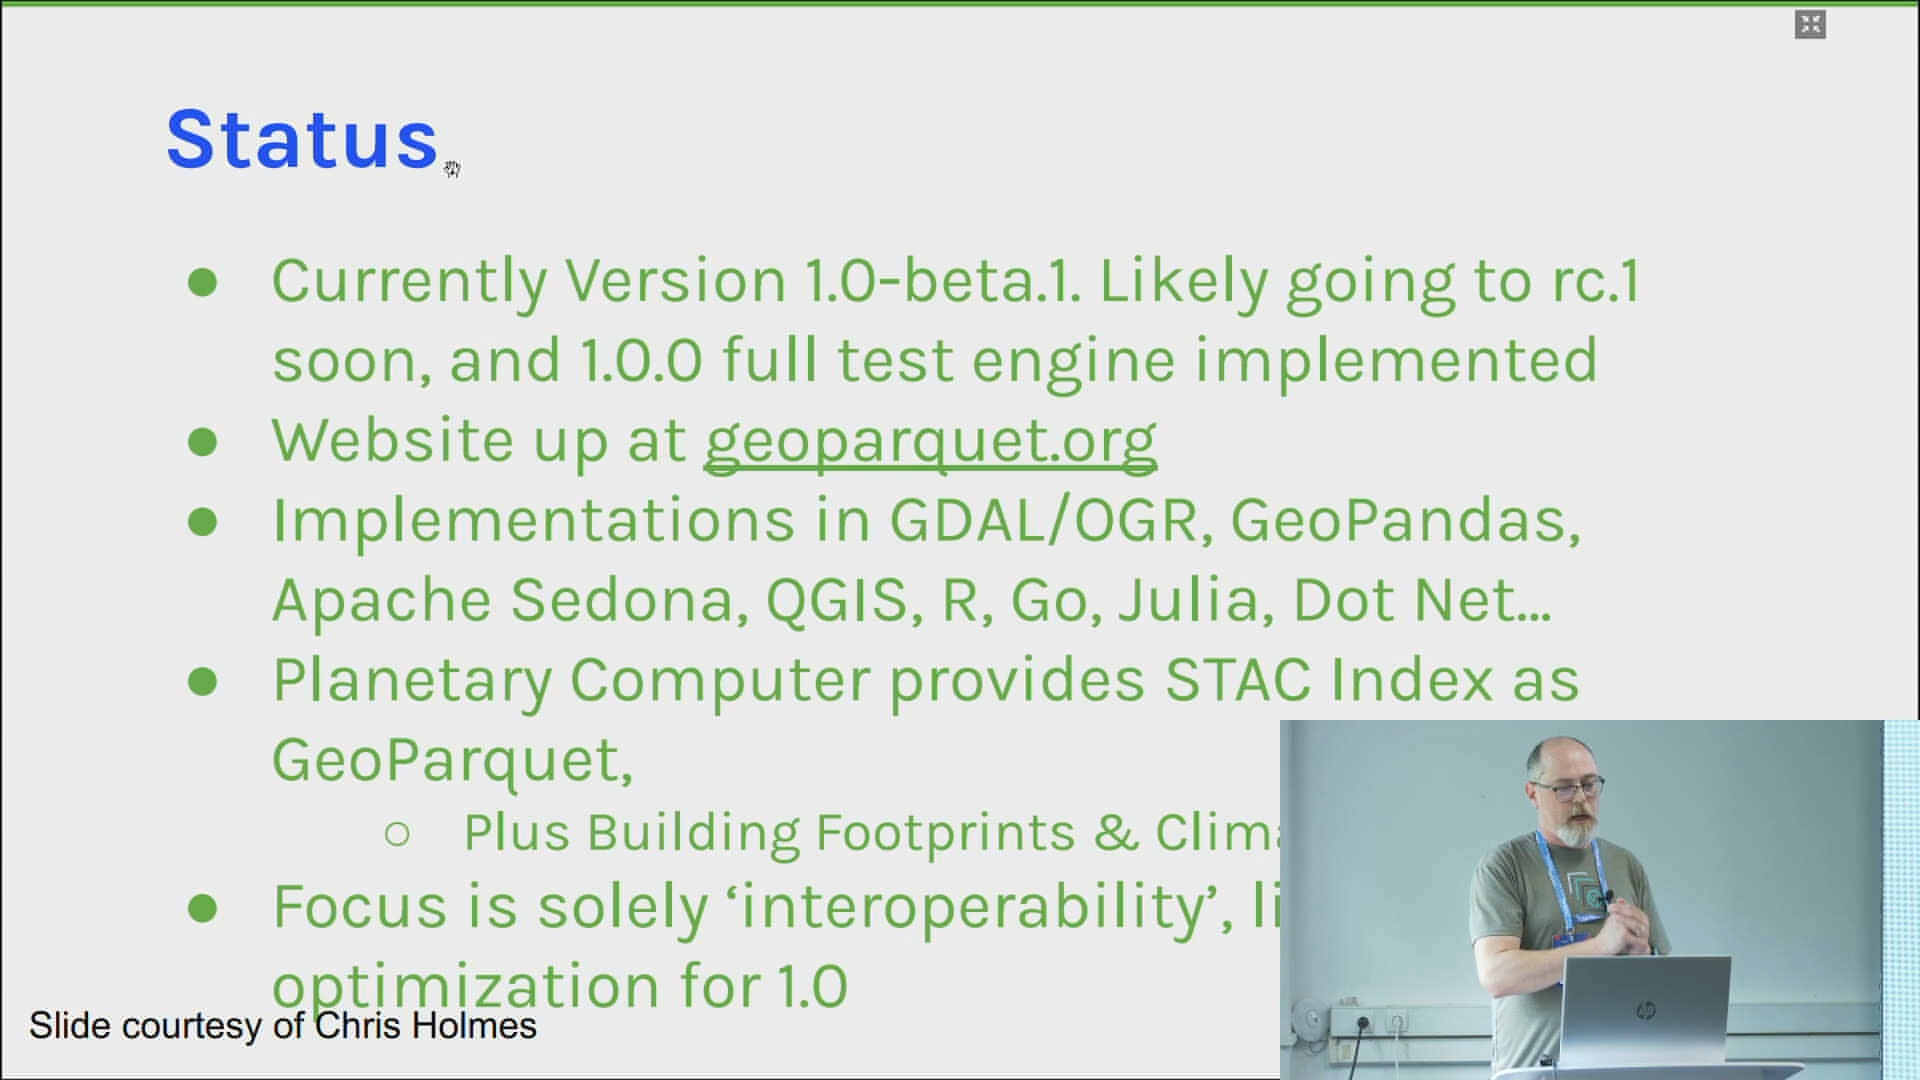 Status
● Currently Version 1.0-beta.1. Likely going to rc.1
soon, and 1.0.0 full test engine implemented
● Website up at geoparquet.org
● Implementations in GDAL/OGR, GeoPandas,
Apache Sedona, QGIS, R, Go, Julia, Dot Net...
● Planetary Computer provides STAC Index as
GeoParquet,
○ Plus Building Footprints &
● Focus is solely ‘interoperability’,
optimization for 1.0
Slide courtesy of Chris Holmes
hp